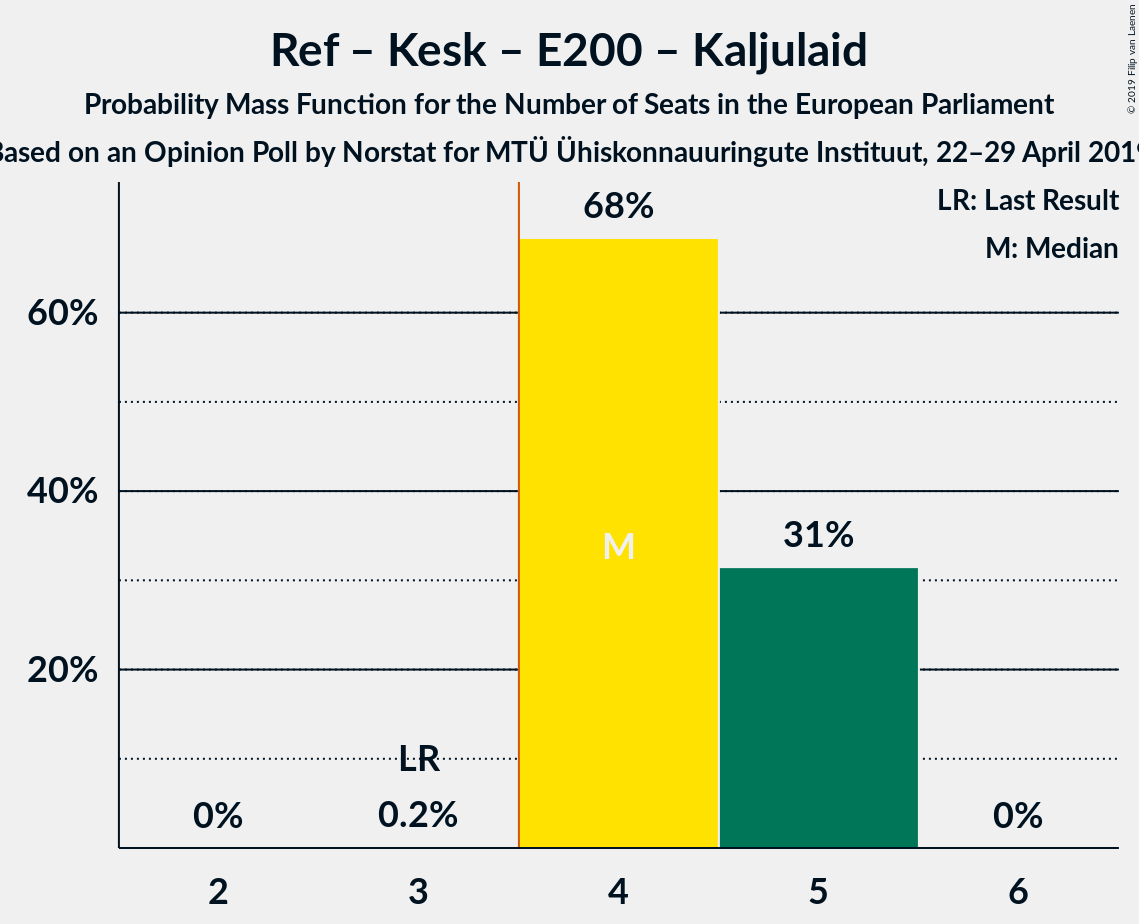 Ref – Kesk – E200 – Kaljulaid
Probability Mass Function for the Number of Seats in the European Parliament
Based on an Opinion Poll by Norstat for MTÜ Ühiskonnauuringute Instituut, 22–29 April 2019
© 2019 Filip van Laenen
LR: Last Result
M: Median
68%
60%
M
40%
31%
20%
LR
0%
0.2%
0%
2
3
4
5
6